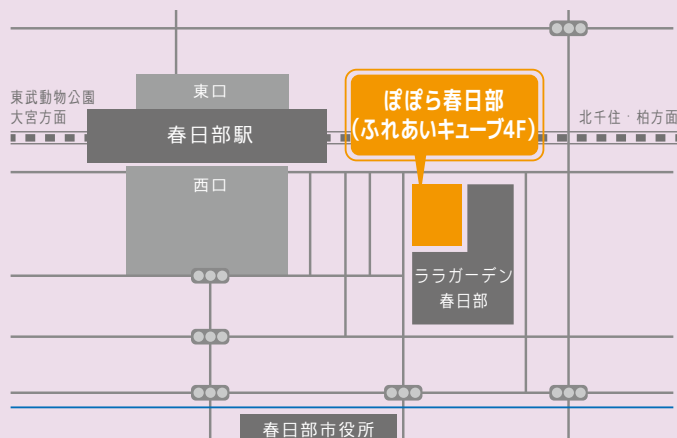 東口
東武動物公園
大宮方面
春日部駅
ぽぽら春日部
(ふれあいキューブ4F)
北千住・柏方面
西口
ララガーデン
春日部
春日部市役所